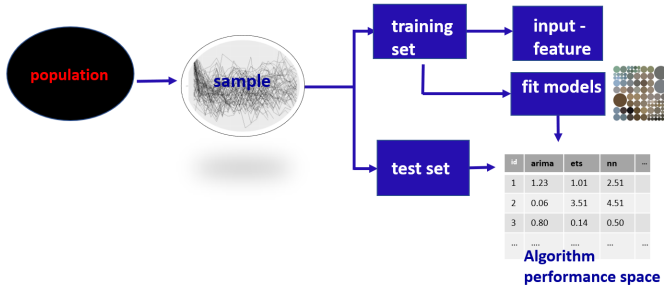 population
sample
training
set
input -
feature
fit models
test set
id arima ets nn ...
1 1.23 1.01 2.51
2 0.06 3.51 4.51
3 0.80 0.14 0.50
... .... ... ...
Algorithm
performance space